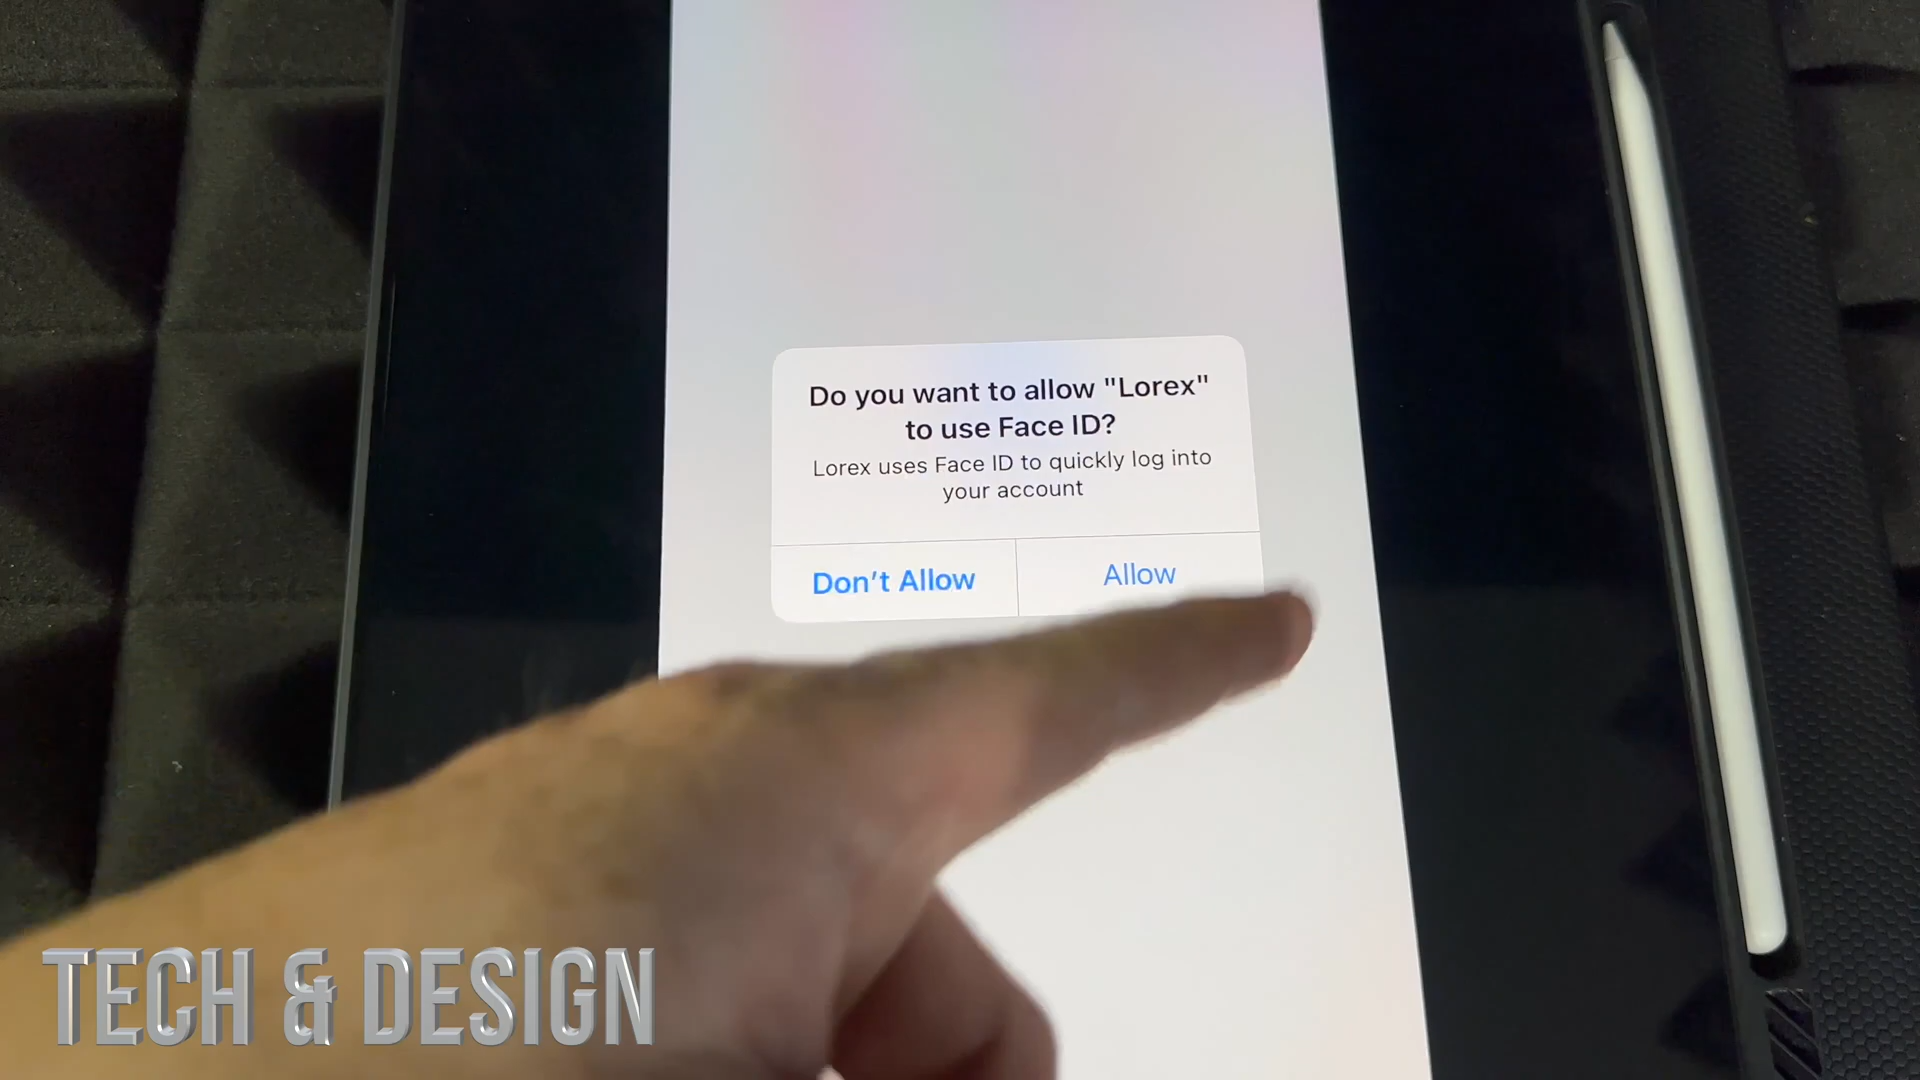 Do you want to allow "Lorex"
to use Face ID?
Lorex uses Face ID to quickly log into
your account
Don't Allow
Allow
TECH & DESIGN